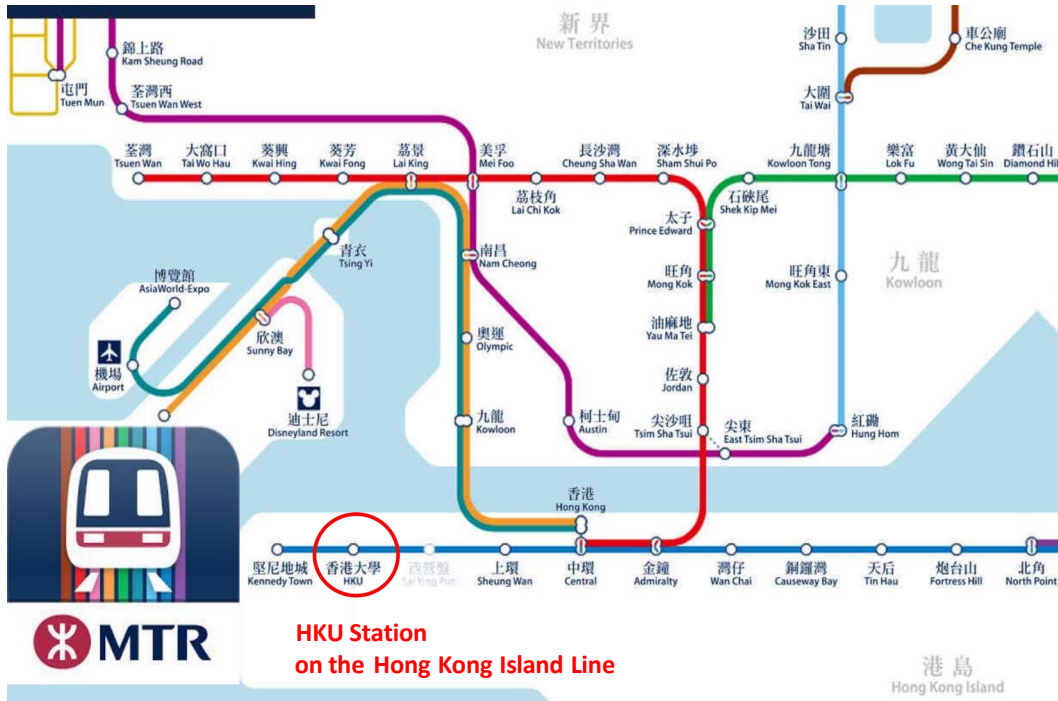 新界
New Territories
沙田
Sha Tin
車公廟
Che Kung Temple
錦上路
Kam Sheung Road
屯門
Tuen Mun
荃灣西
Tsuen Wan West
大圍
Tai Wai
荃灣
Tsuen Wan
大窩口
Tai Wo Hau
葵興
Kwai Hing
葵芳
Kwai Fong
荔景
Lai King
美孚
Mei Foo
長沙灣
Cheung Sha Wan
深水埗
Sham Shui Po
九龍塘
Kowloon Tong
樂富
Lok Fu
黃大仙
Wong Tai Sin
鑽石山
Diamond Hil
荔枝角
Lai Chi Kok
石硤尾
Shek Kip Mei
太子
Prince Edward
青衣
Tsing Yi
南昌
Nam Cheong
旺角
Mong Kok
旺角東
Mong Kok East
九龍
Kowloon
博覽館
AsiaWorld-Expo
欣澳
Sunny Bay
奧運
Olympic
油麻地
Yau Ma Tei
機場
Airport
佐敦
Jordan
迪士尼
Disneyland Resort
九龍
Kowloon
柯士甸
Austin
尖沙咀
Tsim Sha Tsui
尖東
East Tsim Sha Tsui
紅磡
Hung Hom
香港
Hong Kong
堅尼地城
Kennedy Town
香港大學
HKU
西營盤
Sai Ying Pun
上環
Sheung Wan
中環
Central
金鐘
Admiralty
灣仔
Wan Chai
銅鑼灣
Causeway Bay
天后
Tin Hau
炮台山
Fortress Hill
北角
North Point
MTR
HKU Station
on the Hong Kong Island Line
港島
Hong Kong Island